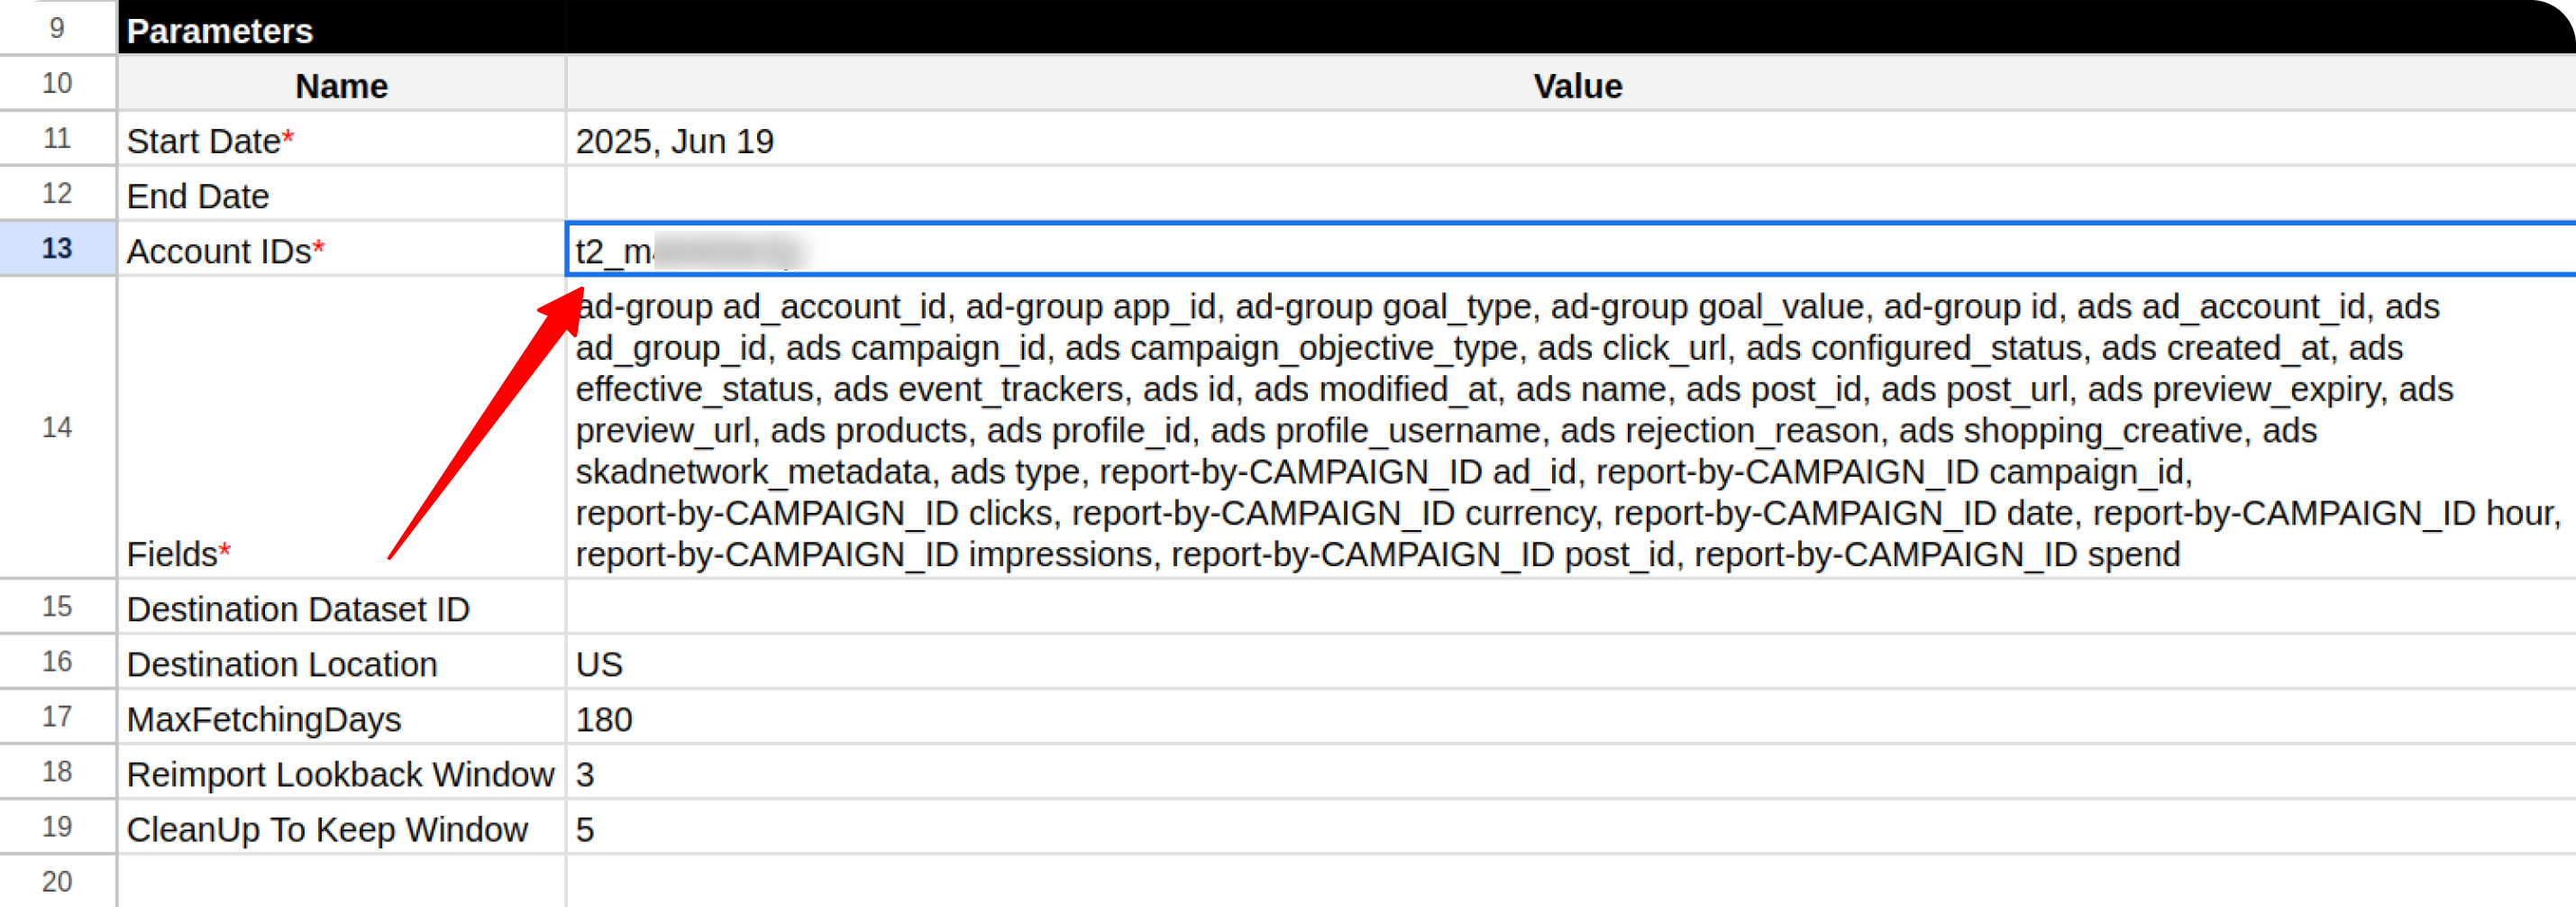 9 Parameters
10 Name Value
11 Start Date* 2025, Jun 19
12 End Date
13 Account IDs* t2_m
ad-group ad_account_id, ad-group app_id, ad-group goal_type, ad-group goal_value, ad-group id, ads ad_account_id, ads
ad_group_id, ads campaign_id, ads campaign_objective_type, ads click_url, ads configured_status, ads created_at, ads
effective_status, ads event_trackers, ads id, ads modified_at, ads name, ads post_id, ads post_url, ads preview_expiry, ads
14 preview_url, ads products, ads profile_id, ads profile_username, ads rejection_reason, ads shopping_creative, ads
skadnetwork_metadata, ads type, report-by-CAMPAIGN_ID ad_id, report-by-CAMPAIGN_ID campaign_id,
report-by-CAMPAIGN_ID clicks, report-by-CAMPAIGN_ID currency, report-by-CAMPAIGN_ID date, report-by-CAMPAIGN_ID hour,
Fields* report-by-CAMPAIGN_ID impressions, report-by-CAMPAIGN_ID post_id, report-by-CAMPAIGN_ID spend
15 Destination Dataset ID
16 Destination Location US
17 MaxFetchingDays 180
18 Reimport Lookback Window 3
19 CleanUp To Keep Window 5
20